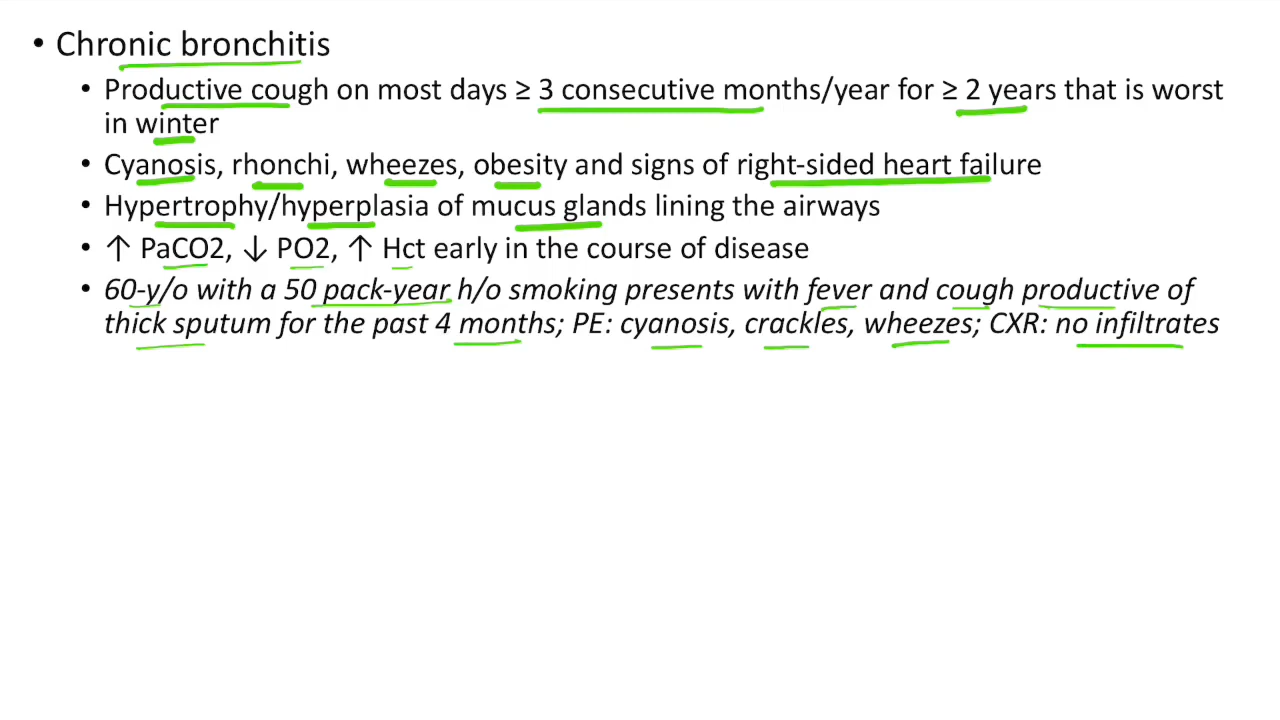 • Chronic bronchitis
• Productive cough on most days ≥ 3 consecutive months/year for ≥ 2 years that is worst
in winter
• Cyanosis, rhonchi, wheezes, obesity and signs of right-sided heart failure
• Hypertrophy/hyperplasia of mucus glands lining the airways
• ↑ PaCO2, ↓ PO2, ↑ Hct early in the course of disease
• 60-y/o with a 50 pack-year h/o smoking presents with fever and cough productive of
thick sputum for the past 4 months; PE: cyanosis, crackles, wheezes; CXR: no infiltrates